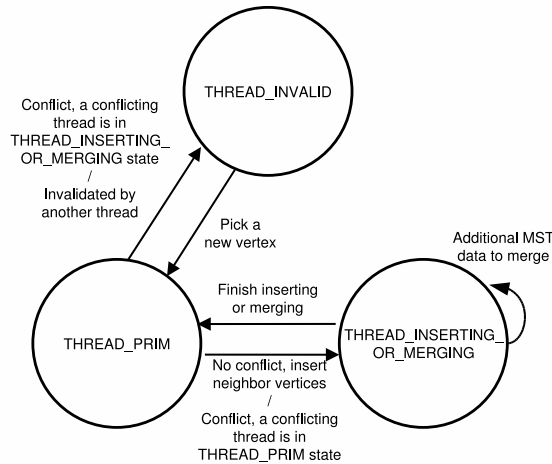 THREAD_INVALID
Conflict, a conflicting
thread is in
THREAD_INSERTING_
OR_MERGING state
/
Invalidated by
another thread
Pick a
new vertex
Additional MST
data to merge
Finish inserting
or merging
THREAD_PRIM
THREAD_INSERTING_
OR_MERGING
No conflict, insert
neighbor vertices
/
Conflict, a conflicting
thread is in
THREAD_PRIM state